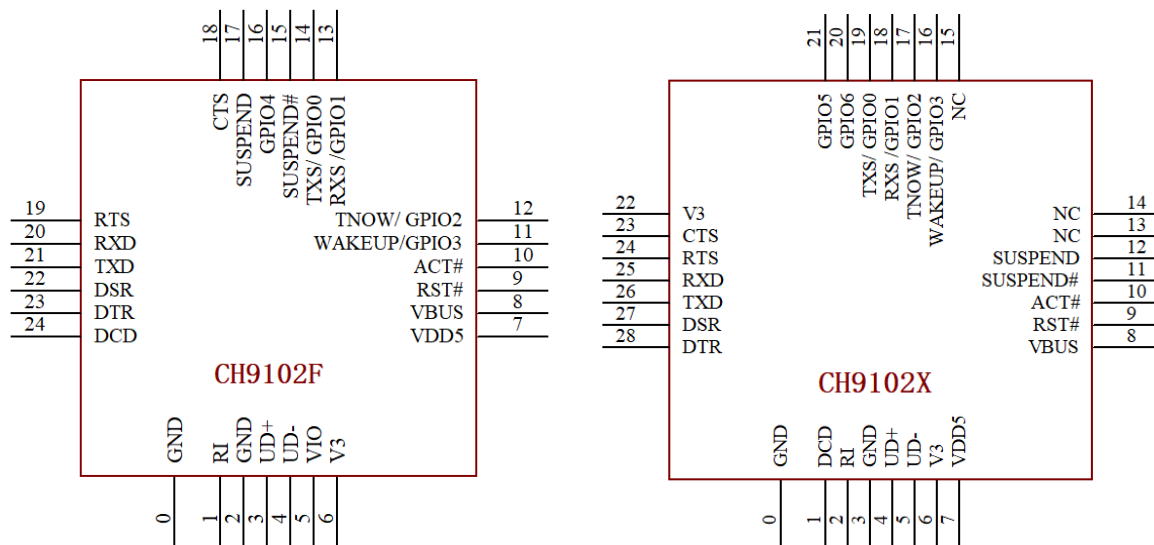 18 17 16 15 14 13
CTS
SUSPEND
GPIO4
SUSPEND#
TXS/ GPIO0
RXS /GPIO1
19 RTS
20 RXD
21 TXD
22 DSR
23 DTR
24 DCD
TNOW/ GPIO2 12
WAKEUP/GPIO3 11
ACT# 10
RST# 9
VBUS 8
VDD5 7
CH9102F
GND
RI
GND
UD+
UD-
VIO
V3
0 1 2 3 4 5 6
21 20 19 18 17 16 15
GPIO5
GPIO6
TXS/ GPIO0
RXS /GPIO1
TNOW/ GPIO2
WAKEUP/ GPIO3
NC
22 V3
23 CTS
24 RTS
25 RXD
26 TXD
27 DSR
28 DTR
NC 14
NC 13
SUSPEND 12
SUSPEND# 11
ACT# 10
RST# 9
VBUS 8
CH9102X
GND
DCD
RI
GND
UD+
UD-
V3
VDD5
0 1 2 3 4 5 6 7